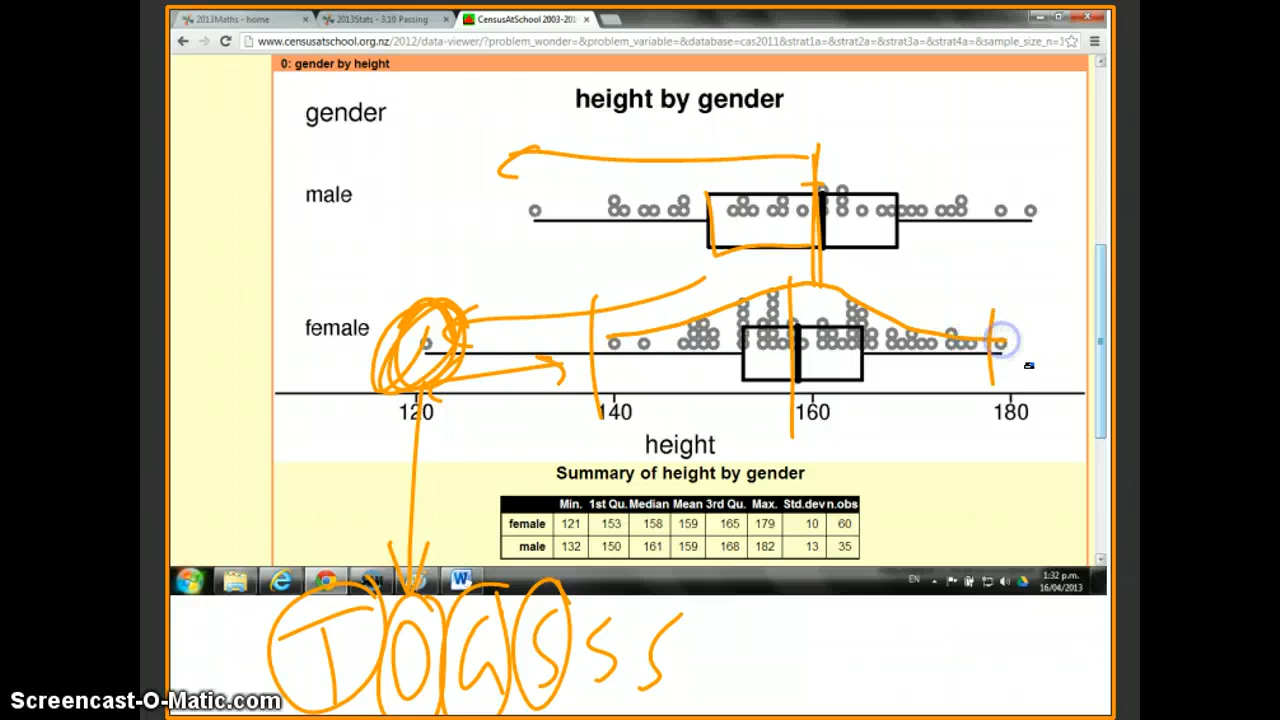 2013Maths - home
2013Stats - 3.10 Passing
CensusAtSchool 2003-201
www.censusatschool.org.nz/2012/data-viewer/?problem_wonder=&problem_variable=&database=cas2011&strat1a=&strat2a=&strat3a=&strat4a=&sample_size_n=1
0: gender by height
height by gender
gender
male
female
120 140 160 180
height
Summary of height by gender
Min. 1st Qu. Median Mean 3rd Qu. Max. Std.dev n.obs
female 121 153 158 159 165 179 10 60
male 132 150 161 159 168 182 13 35
EN
1:32 p.m.
16/04/2013
S S S
Screencast-O-Matic.com